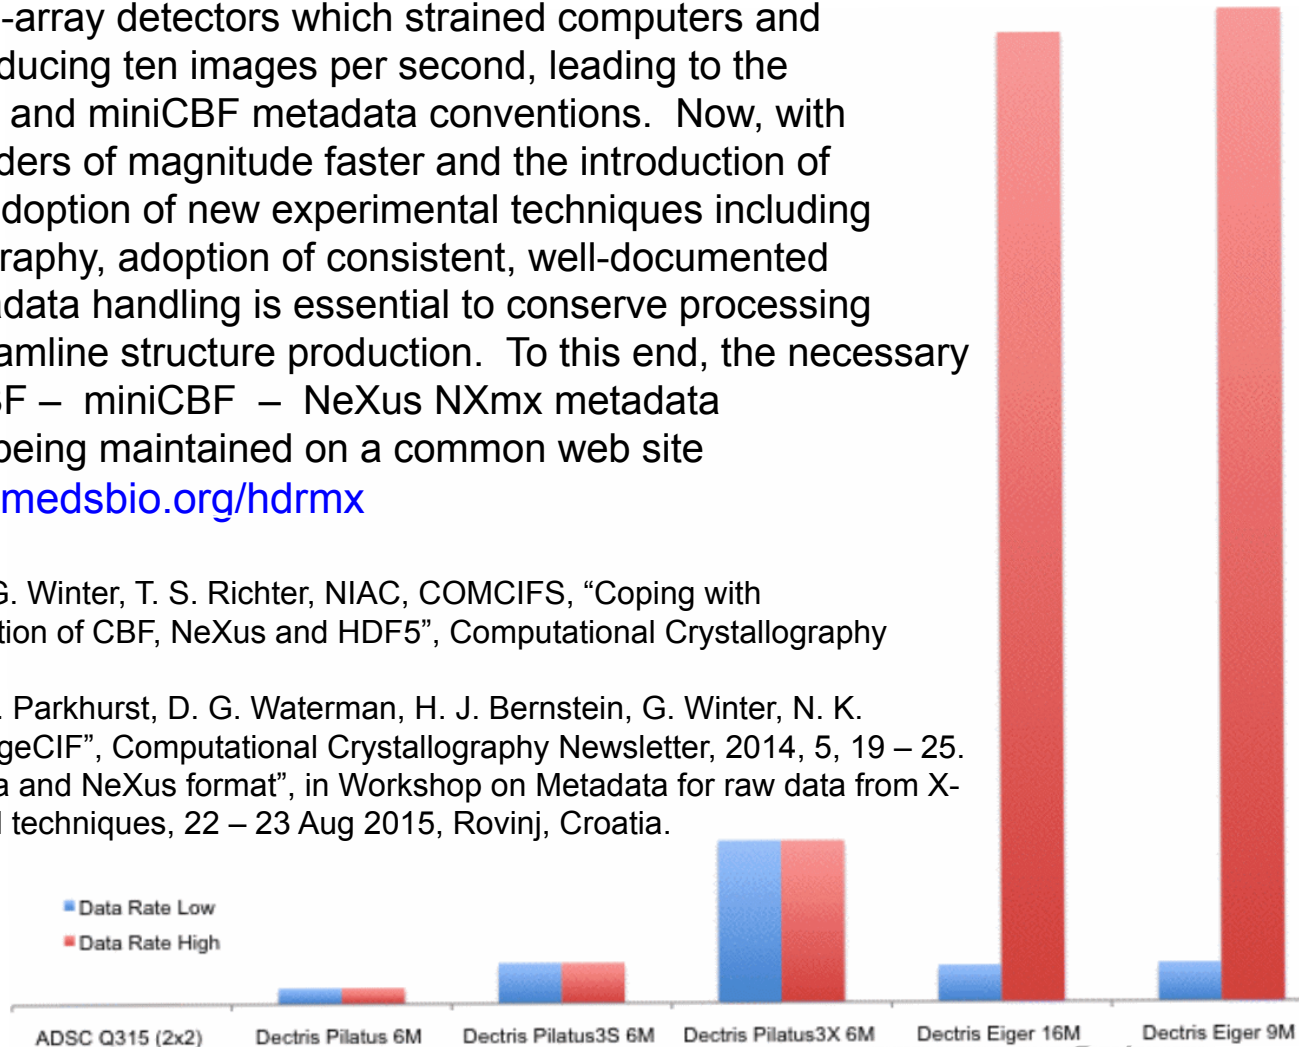 -array detectors which strained computers and
ducing ten images per second, leading to the
and miniCBF metadata conventions.  Now, with
ders of magnitude faster and the introduction of
doption of new experimental techniques including
raphy, adoption of consistent, well-documented
adata handling is essential to conserve processing
eamline structure production.  To this end, the necessary
BF –  miniCBF  –  NeXus NXmx metadata
being maintained on a common web site
medsbio.org/hdrmx
G. Winter, T. S. Richter, NIAC, COMCIFS, “Coping with
tion of CBF, NeXus and HDF5”, Computational Crystallography
. Parkhurst, D. G. Waterman, H. J. Bernstein, G. Winter, N. K.
geCIF”, Computational Crystallography Newsletter, 2014, 5, 19 – 25.
a and NeXus format”, in Workshop on Metadata for raw data from X-
l techniques, 22 – 23 Aug 2015, Rovinj, Croatia.
Data Rate Low
Data Rate High
ADSC Q315 (2x2) Dectris Pilatus 6M Dectris Pilatus3S 6M Dectris Pilatus3X 6M Dectris Eiger 16M Dectris Eiger 9M